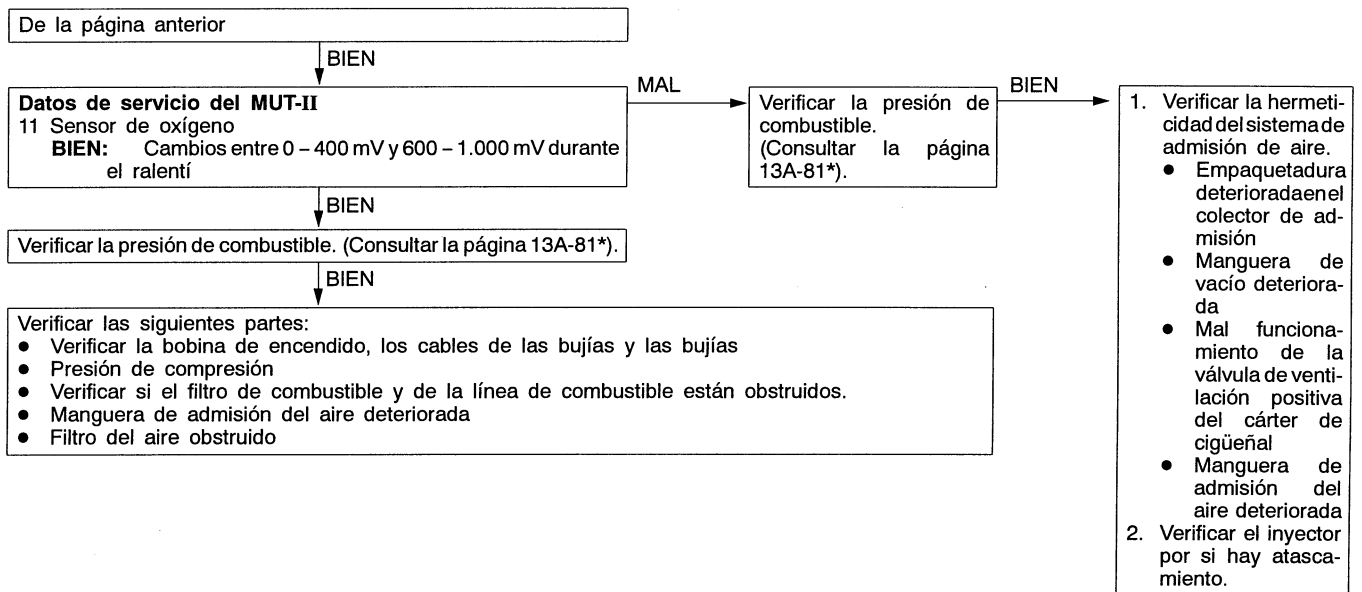 De la página anterior
BIEN
Datos de servicio del MUT-II
11 Sensor de oxígeno
BIEN: Cambios entre 0 – 400 mV y 600 – 1.000 mV durante
el ralentí
MAL
Verificar la presión de
combustible.
(Consultar la página
13A-81*).
BIEN
1. Verificar la hermeti-
cidad del sistema de
admisión de aire.
● Empaquetadura
deteriorada en el
colector de ad-
misión
● Manguera de
vacío deteriora-
da
● Mal funciona-
miento de la
válvula de venti-
lación positiva
del cárter de
cigüeñal
● Manguera de
admisión del
aire deteriorada
2. Verificar el inyector
por si hay atasca-
miento.
BIEN
Verificar la presión de combustible. (Consultar la página 13A-81*).
BIEN
Verificar las siguientes partes:
● Verificar la bobina de encendido, los cables de las bujías y las bujías
● Presión de compresión
● Verificar si el filtro de combustible y de la línea de combustible están obstruidos.
● Manguera de admisión del aire deteriorada
● Filtro del aire obstruido